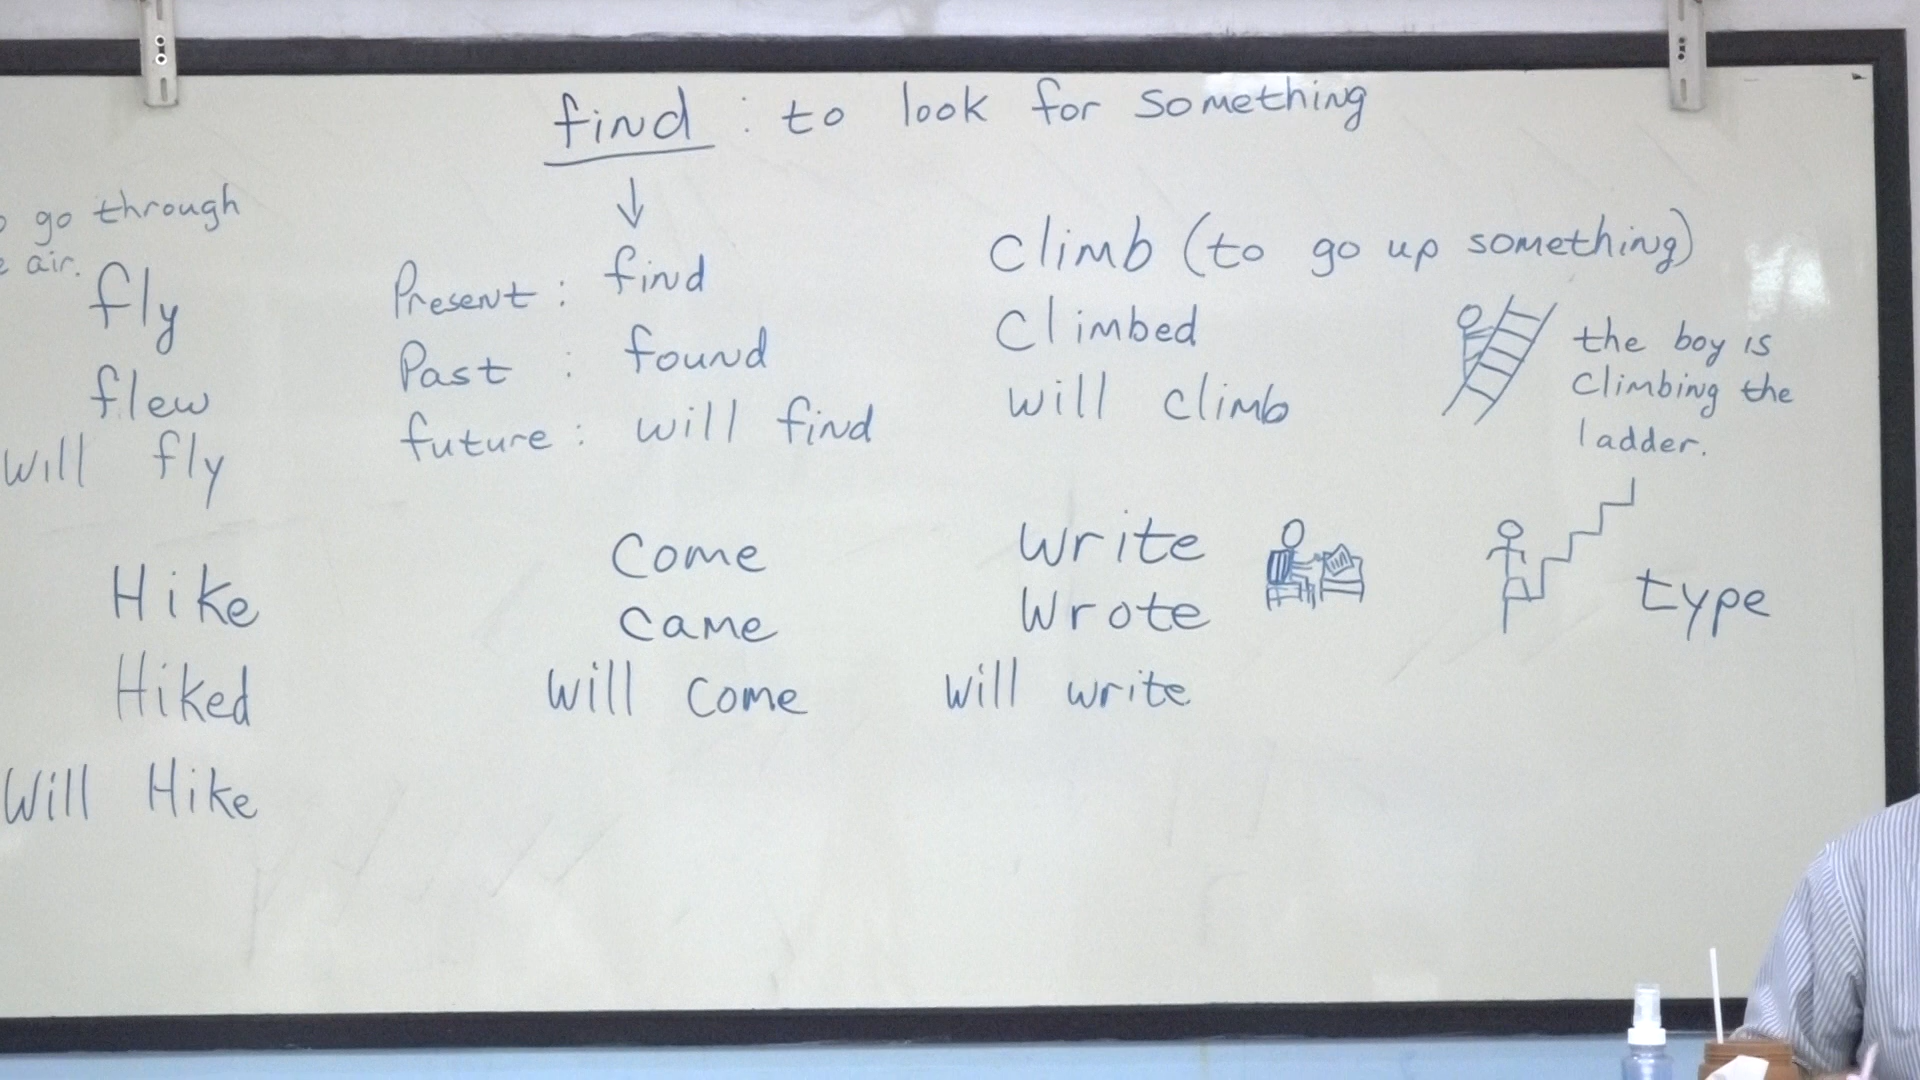 find : to look for something
go through
air.
fly
flew
will fly
Present : find
Past : found
future : will find
Climb (to go up something)
Climbed
will climb
the boy is
Climbing the
ladder.
Hike
Hiked
Will Hike
Come
Came
Will Come
Write
Wrote
Will write
type